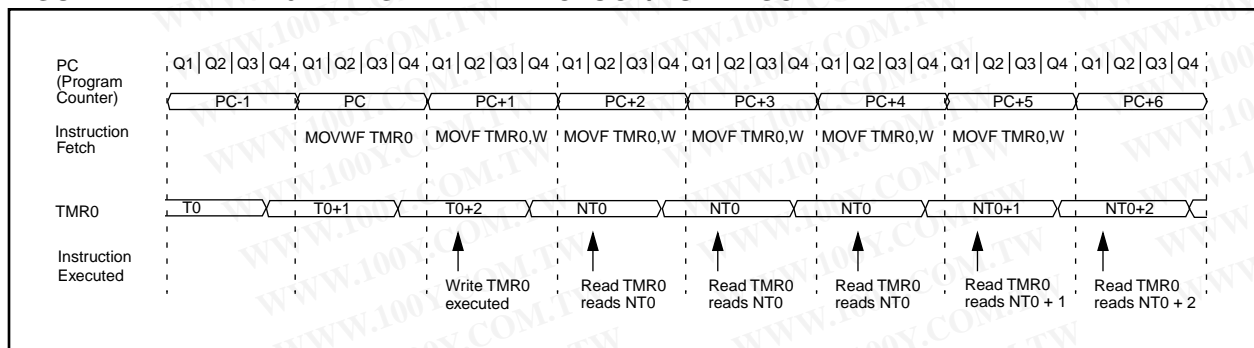 PC
(Program
Counter)
Q1 Q2 Q3 Q4 Q1 Q2 Q3 Q4 Q1 Q2 Q3 Q4 Q1 Q2 Q3 Q4 Q1 Q2 Q3 Q4 Q1 Q2 Q3 Q4 Q1 Q2 Q3 Q4 Q1 Q2 Q3 Q4
PC-1 PC PC+1 PC+2 PC+3 PC+4 PC+5 PC+6
Instruction
Fetch
MOVWF TMR0 MOVF TMR0,W MOVF TMR0,W MOVF TMR0,W MOVF TMR0,W MOVF TMR0,W
TMR0
T0 T0+1 T0+2 NT0 NT0 NT0 NT0+1 NT0+2
Instruction
Executed
Write TMR0 Read TMR0 Read TMR0 Read TMR0 Read TMR0 Read TMR0
executed reads NT0 reads NT0 reads NT0 reads NT0 + 1 reads NT0 + 2
WWW.100Y.COM.TW